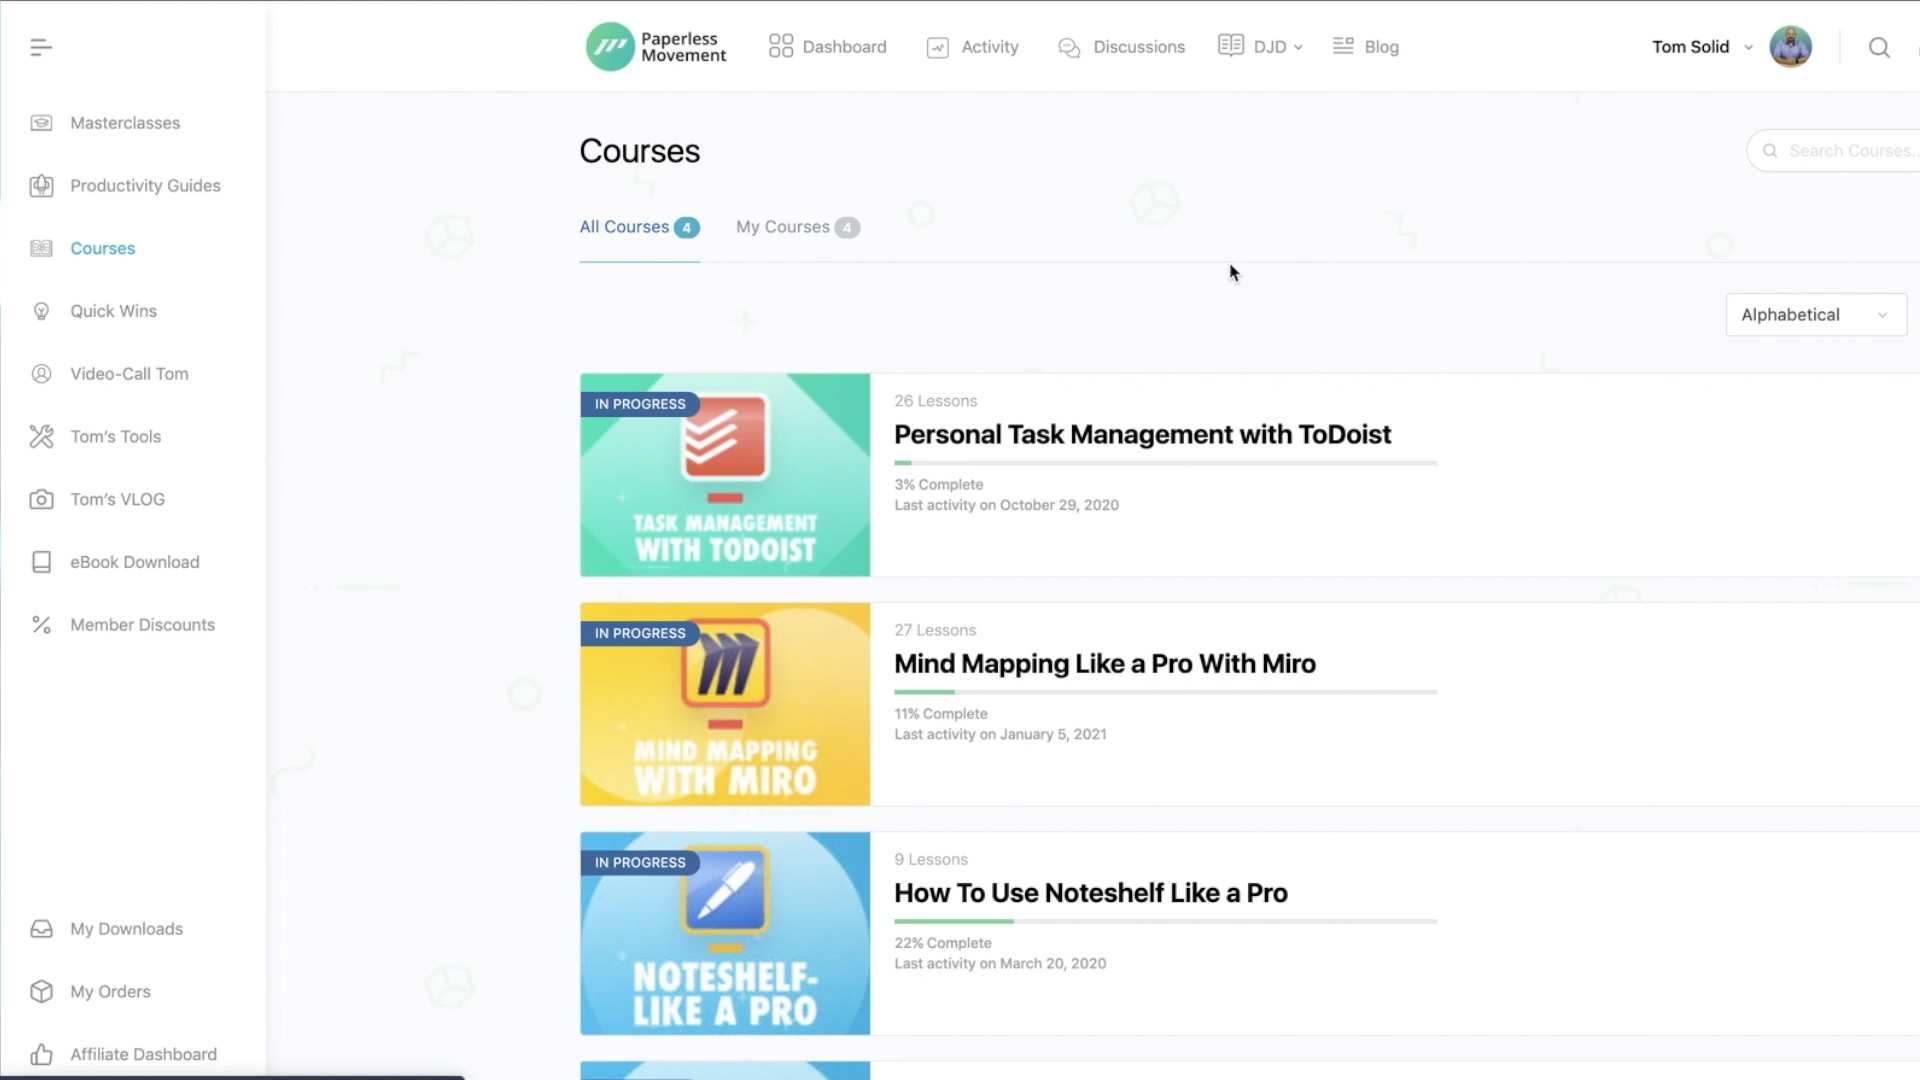 Paperless
Movement
Dashboard
Activity
Discussions
DJD
Blog
Tom Solid
Masterclasses
Productivity Guides
Courses
Quick Wins
Video-Call Tom
Tom's Tools
Tom's VLOG
eBook Download
Member Discounts
My Downloads
My Orders
Affiliate Dashboard
Courses
Search Courses...
All Courses 4
My Courses 4
Alphabetical
IN PROGRESS
TASK MANAGEMENT
WITH TODOIST
26 Lessons
Personal Task Management with ToDoist
3% Complete
Last activity on October 29, 2020
IN PROGRESS
MIND MAPPING
WITH MIRO
27 Lessons
Mind Mapping Like a Pro With Miro
11% Complete
Last activity on January 5, 2021
IN PROGRESS
NOTESHELF-
LIKE A PRO
9 Lessons
How To Use Noteshelf Like a Pro
22% Complete
Last activity on March 20, 2020